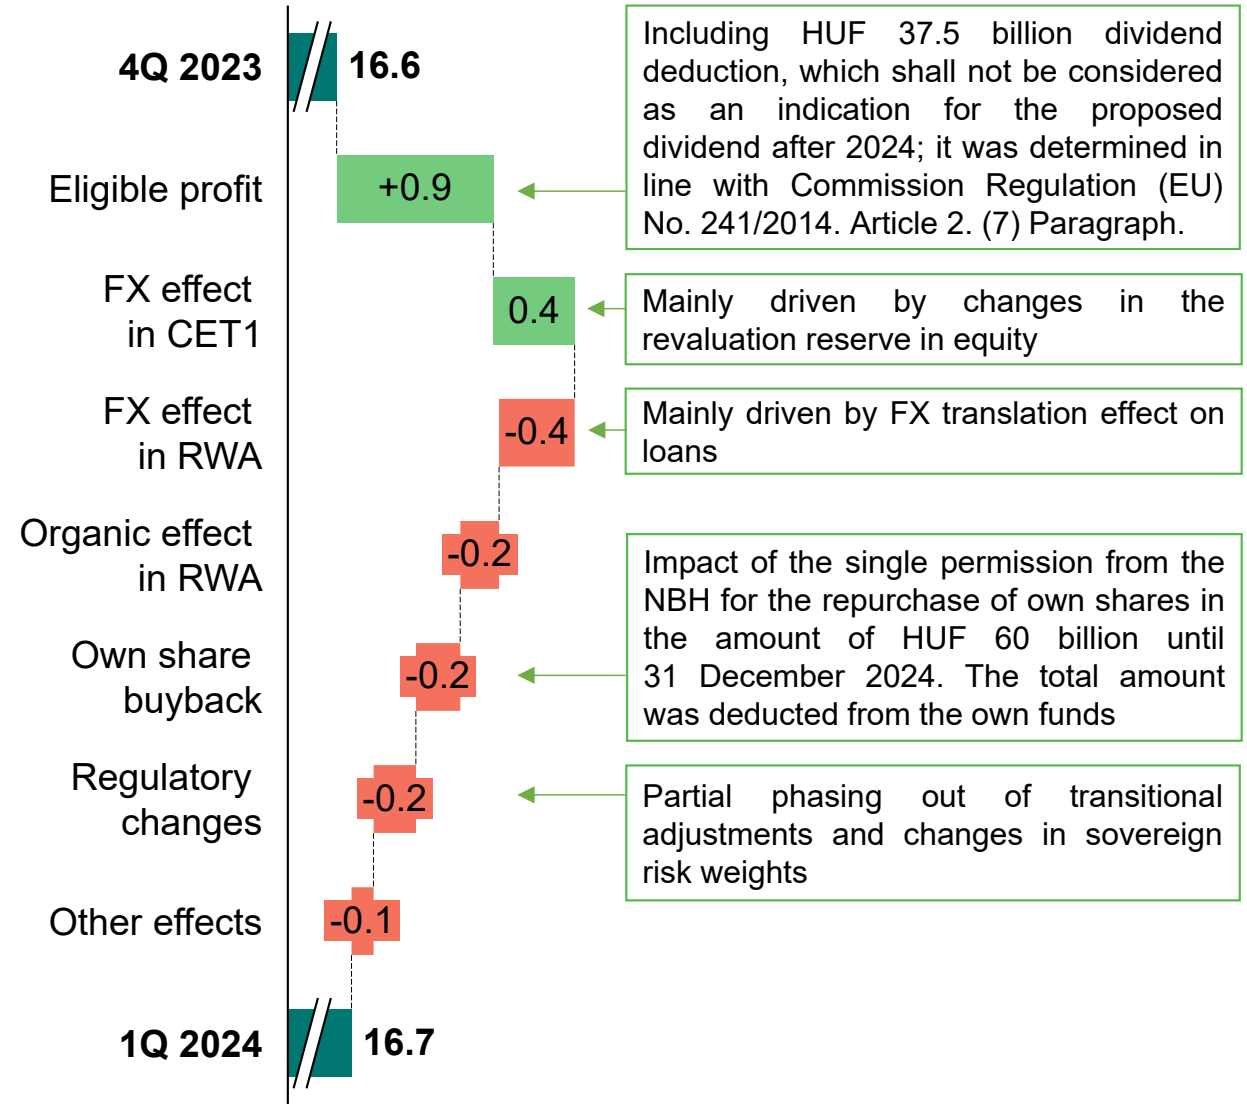 4Q 2023
16.6
Including HUF 37.5 billion dividend
deduction, which shall not be considered
as an indication for the proposed
dividend after 2024; it was determined in
line with Commission Regulation (EU)
No. 241/2014. Article 2. (7) Paragraph.
Eligible profit
+0.9
FX effect
in CET1
0.4
Mainly driven by changes in the
revaluation reserve in equity
FX effect
in RWA
-0.4
Mainly driven by FX translation effect on
loans
Organic effect
in RWA
-0.2
Own share
buyback
-0.2
Impact of the single permission from the
NBH for the repurchase of own shares in
the amount of HUF 60 billion until
31 December 2024. The total amount
was deducted from the own funds
Regulatory
changes
-0.2
Partial phasing out of transitional
adjustments and changes in sovereign
risk weights
Other effects
-0.1
1Q 2024
16.7